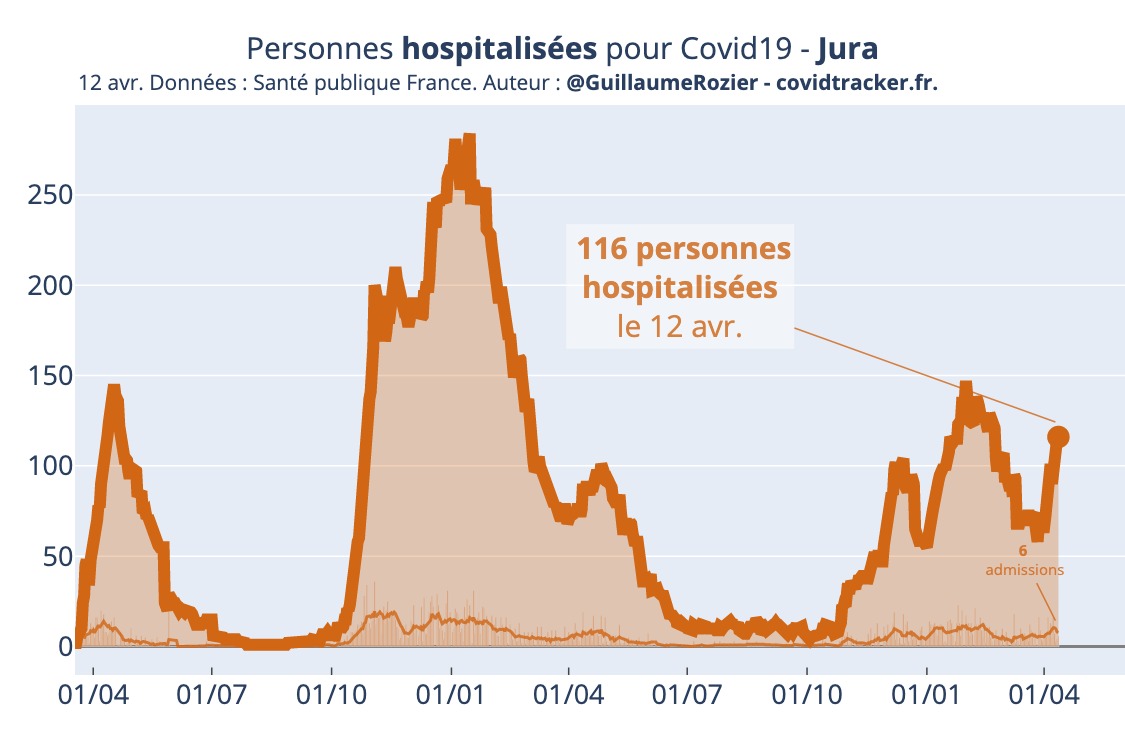 Personnes hospitalisées pour Covid19 - Jura
12 avr. Données : Santé publique France. Auteur : @GuillaumeRozier - covidtracker.fr.
250
200
150
100
50
0
116 personnes
hospitalisées
le 12 avr.
6
admissions
01/04
01/07
01/10
01/01
01/04
01/07
01/10
01/01
01/04